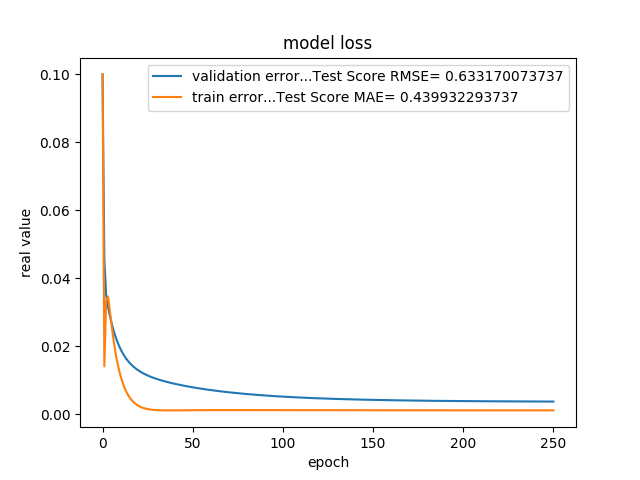 model loss
validation error...Test Score RMSE= 0.633170073737
train error...Test Score MAE= 0.439932293737
real value
0.10
0.08
0.06
0.04
0.02
0.00
0 50 100 150 200 250
epoch